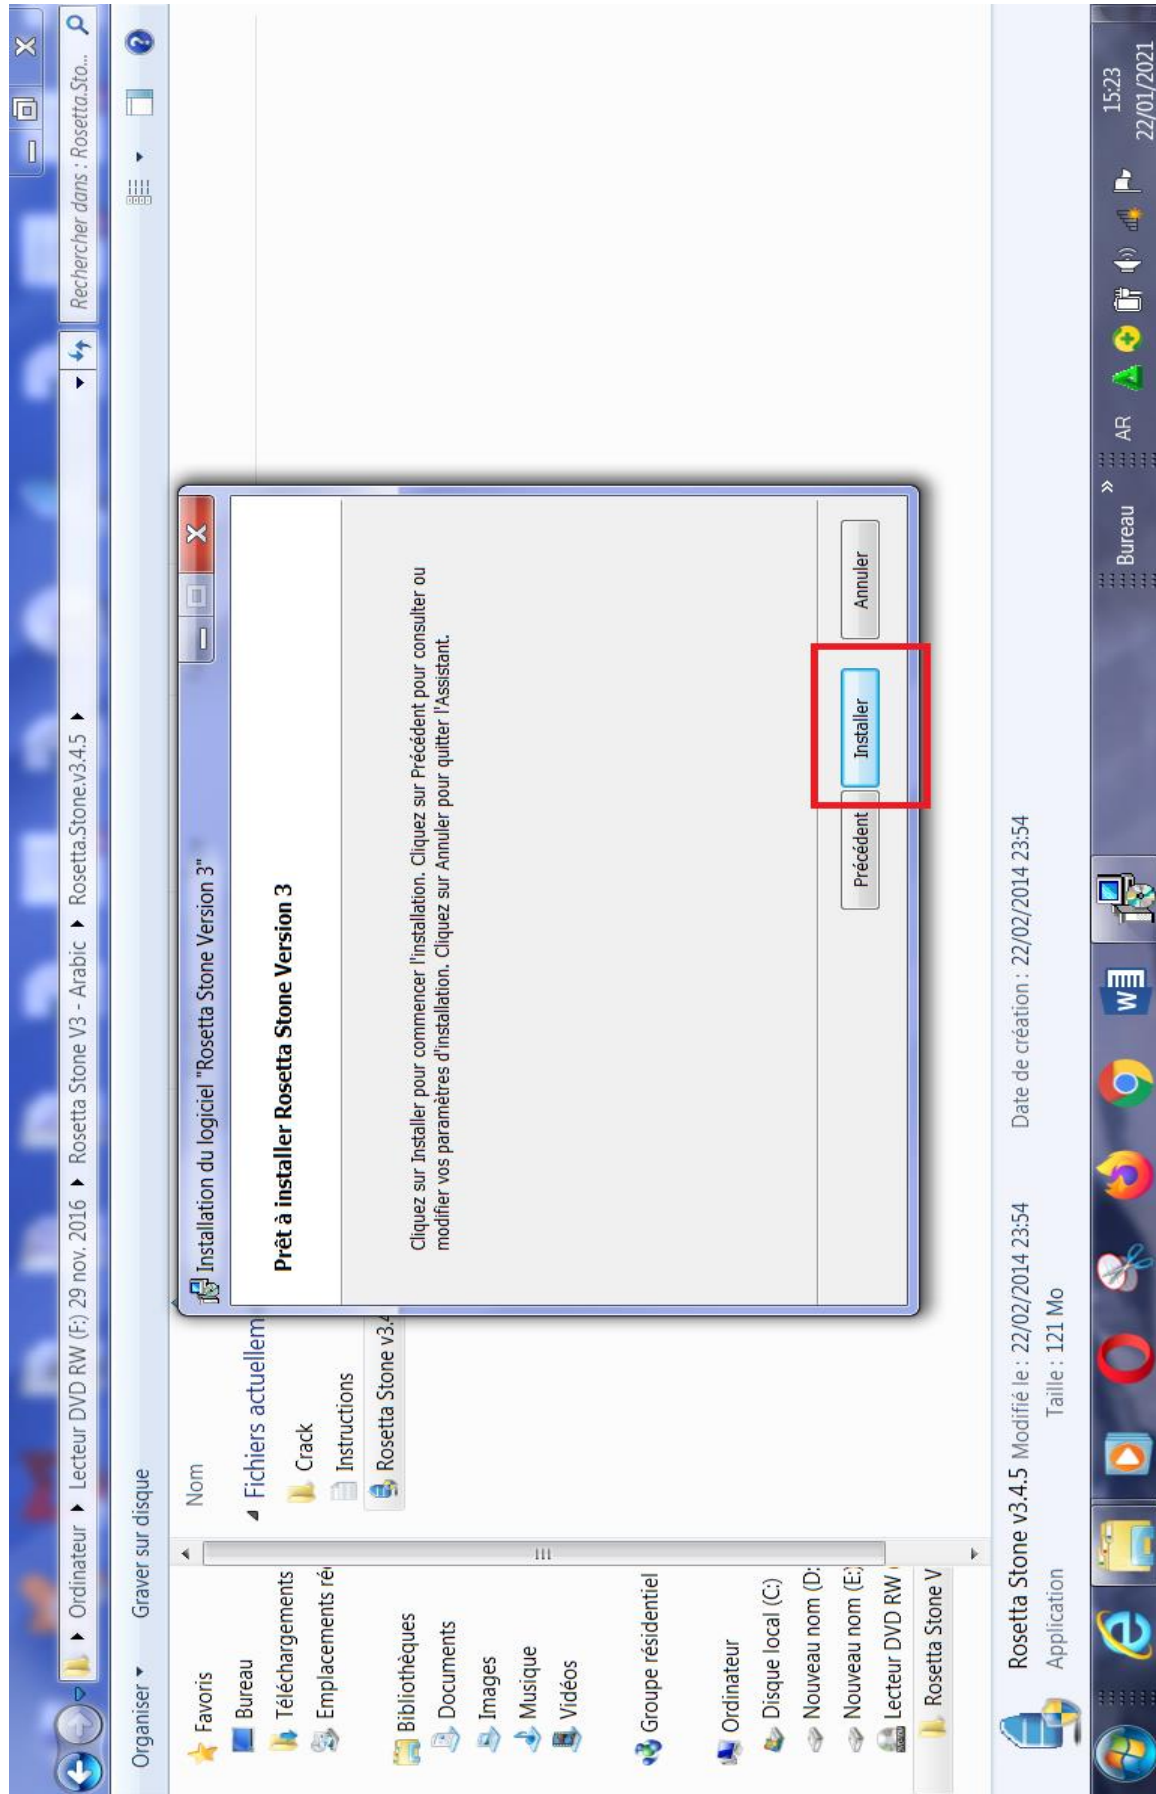 Ordinateur ▸ Lecteur DVD RW (F:) 29 nov. 2016 ▸ Rosetta Stone V3 - Arabic ▸ Rosetta.Stone.v3.4.5 ▸
Rechercher dans : Rosetta.Sto...
Organiser ▾ Graver sur disque
Favoris
Bureau
Téléchargements
Emplacements ré
Bibliothèques
Documents
Images
Musique
Vidéos
Groupe résidentiel
Ordinateur
Disque local (C:)
Nouveau nom (D:
Nouveau nom (E:)
Lecteur DVD RW
Rosetta Stone V
Nom
Fichiers actuellem
Crack
Instructions
Rosetta Stone v3.4
Installation du logiciel "Rosetta Stone Version 3"
Prêt à installer Rosetta Stone Version 3
Cliquez sur Installer pour commencer l'installation. Cliquez sur Précédent pour consulter ou
modifier vos paramètres d'installation. Cliquez sur Annuler pour quitter l'Assistant.
Précédent Installer Annuler
Rosetta Stone v3.4.5 Modifié le : 22/02/2014 23:54 Date de création : 22/02/2014 23:54
Application Taille : 121 Mo
Bureau » AR 15:23
22/01/2021